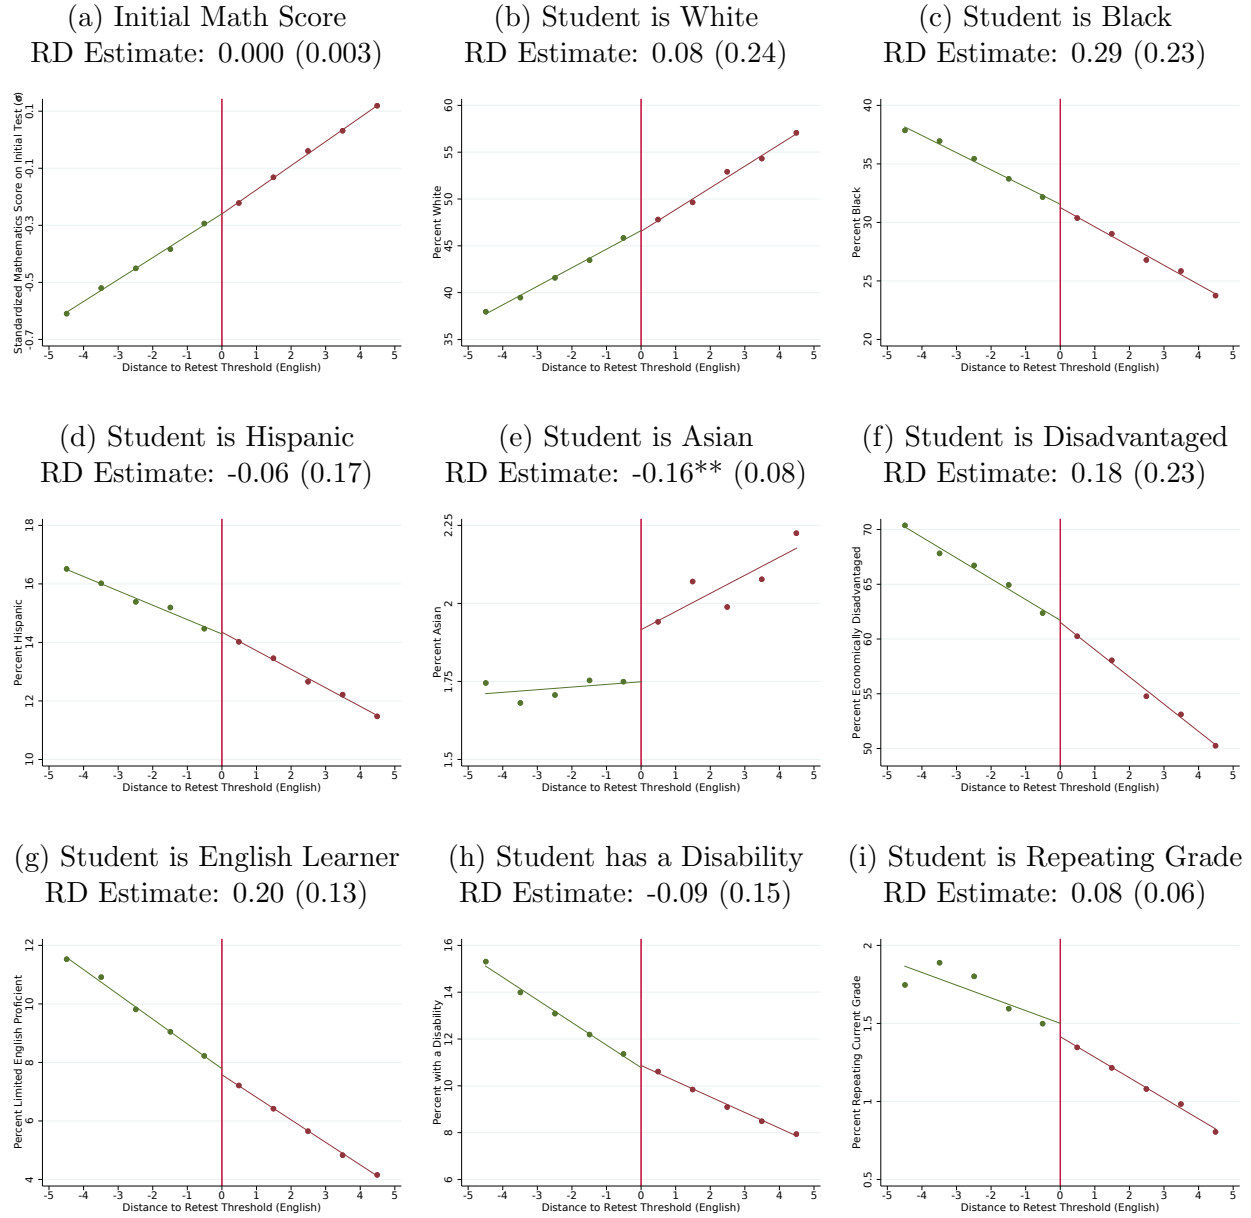 (a) Initial Math Score
RD Estimate: 0.000 (0.003)
Standardized Mathematics Score on Initial Test (σ)
0.1
-0.1
-0.3
-0.5
-0.7
-5 -4 -3 -2 -1 0 1 2 3 4 5
Distance to Retest Threshold (English)
(b) Student is White
RD Estimate: 0.08 (0.24)
Percent White
60
55
50
45
40
35
-5 -4 -3 -2 -1 0 1 2 3 4 5
Distance to Retest Threshold (English)
(c) Student is Black
RD Estimate: 0.29 (0.23)
Percent Black
40
35
30
25
20
-5 -4 -3 -2 -1 0 1 2 3 4 5
Distance to Retest Threshold (English)
(d) Student is Hispanic
RD Estimate: -0.06 (0.17)
Percent Hispanic
18
16
14
12
10
-5 -4 -3 -2 -1 0 1 2 3 4 5
Distance to Retest Threshold (English)
(e) Student is Asian
RD Estimate: -0.16** (0.08)
Percent Asian
2.25
2
1.75
1.5
-5 -4 -3 -2 -1 0 1 2 3 4 5
Distance to Retest Threshold (English)
(f) Student is Disadvantaged
RD Estimate: 0.18 (0.23)
Percent Economically Disadvantaged
70
65
60
55
50
-5 -4 -3 -2 -1 0 1 2 3 4 5
Distance to Retest Threshold (English)
(g) Student is English Learner
RD Estimate: 0.20 (0.13)
Percent Limited English Proficient
12
10
8
6
4
-5 -4 -3 -2 -1 0 1 2 3 4 5
Distance to Retest Threshold (English)
(h) Student has a Disability
RD Estimate: -0.09 (0.15)
Percent with a Disability
16
14
12
10
8
6
-5 -4 -3 -2 -1 0 1 2 3 4 5
Distance to Retest Threshold (English)
(i) Student is Repeating Grade
RD Estimate: 0.08 (0.06)
Percent Repeating Current Grade
2
1.5
1
0.5
-5 -4 -3 -2 -1 0 1 2 3 4 5
Distance to Retest Threshold (English)